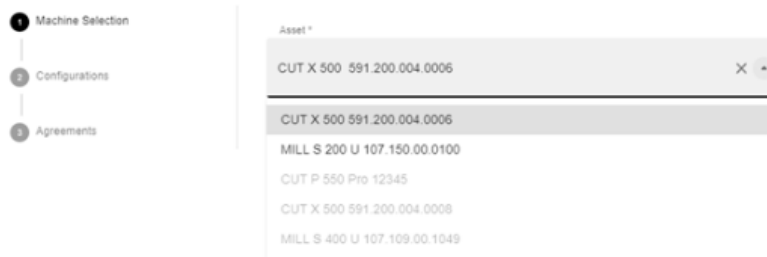 1 Machine Selection
2 Configurations
3 Agreements
Asset *
CUT X 500 591.200.004.0006
CUT X 500 591.200.004.0006
MILL S 200 U 107.150.00.0100
CUT P 550 Pro 12345
CUT X 500 591.200.004.0008
MILL S 400 U 107.109.00.1049